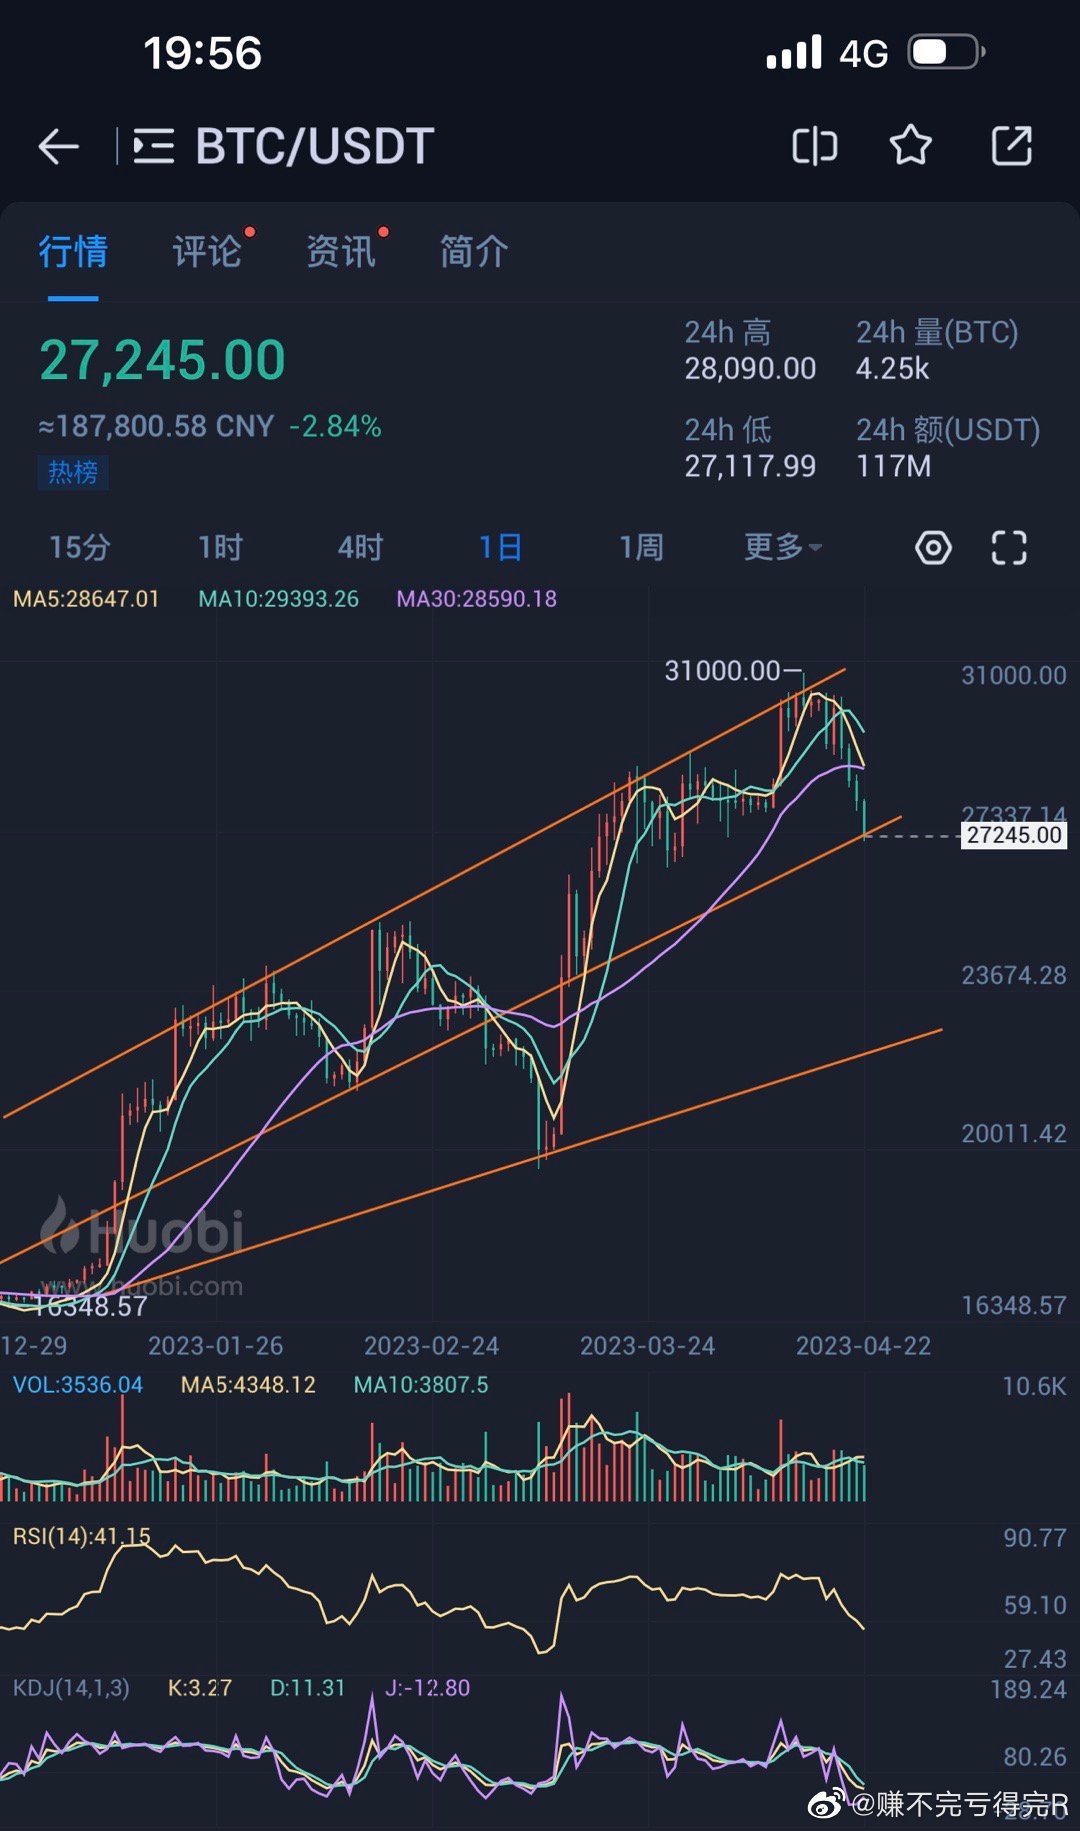 19:56 4G
BTC/USDT
行情 评论 资讯 简介
27,245.00
≈187,800.58 CNY -2.84%
热榜
24h 高 24h 量(BTC)
28,090.00 4.25k
24h 低 24h 额(USDT)
27,117.99 117M
15分 1时 4时 1日 1周 更多
MA5:28647.01 MA10:29393.26 MA30:28590.18
31000.00 31000.00
27337.14
27245.00
23674.28
20011.42
Huobi
www.huobi.com
16348.57 16348.57
12-29 2023-01-26 2023-02-24 2023-03-24 2023-04-22
VOL:3536.04 MA5:4348.12 MA10:3807.5 10.6K
RSI(14):41.15 90.77
59.10
27.43
KDJ(14,1,3) K:3.27 D:11.31 J:-12.80 189.24
80.26
@赚不完亏得完R